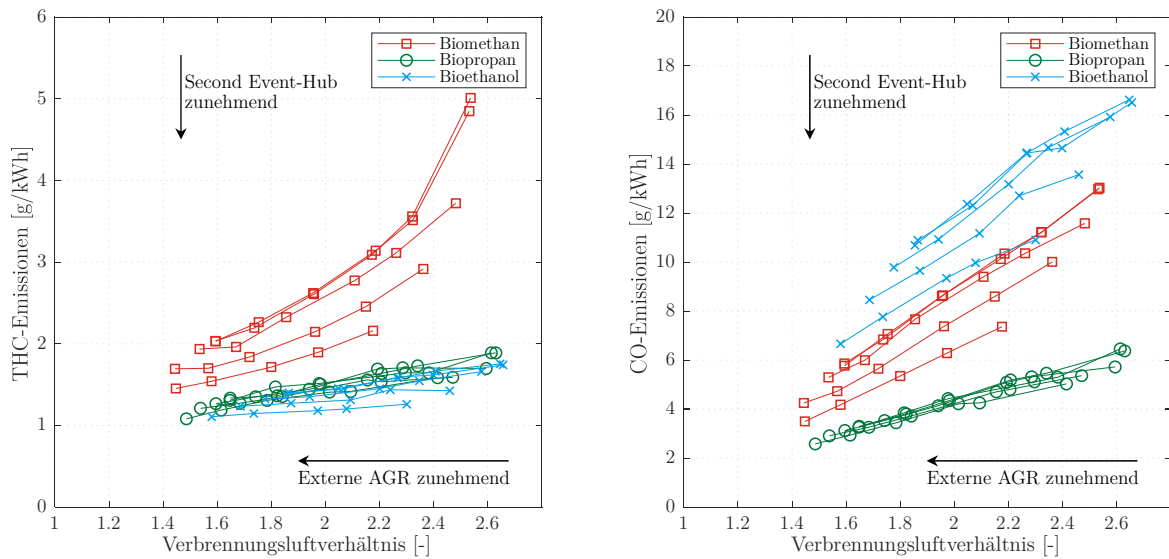 6
5
4
3
2
1
0
THC-Emissionen [g/kWh]
Second Event-Hub
zunehmend
Biomethan
Biopropan
Bioethanol
Externe AGR zunehmend
1 1.2 1.4 1.6 1.8 2 2.2 2.4 2.6
Verbrennungsluftverhältnis [-]
20
18
16
14
12
10
8
6
4
2
0
CO-Emissionen [g/kWh]
Second Event-Hub
zunehmend
Biomethan
Biopropan
Bioethanol
Externe AGR zunehmend
1 1.2 1.4 1.6 1.8 2 2.2 2.4 2.6
Verbrennungsluftverhältnis [-]